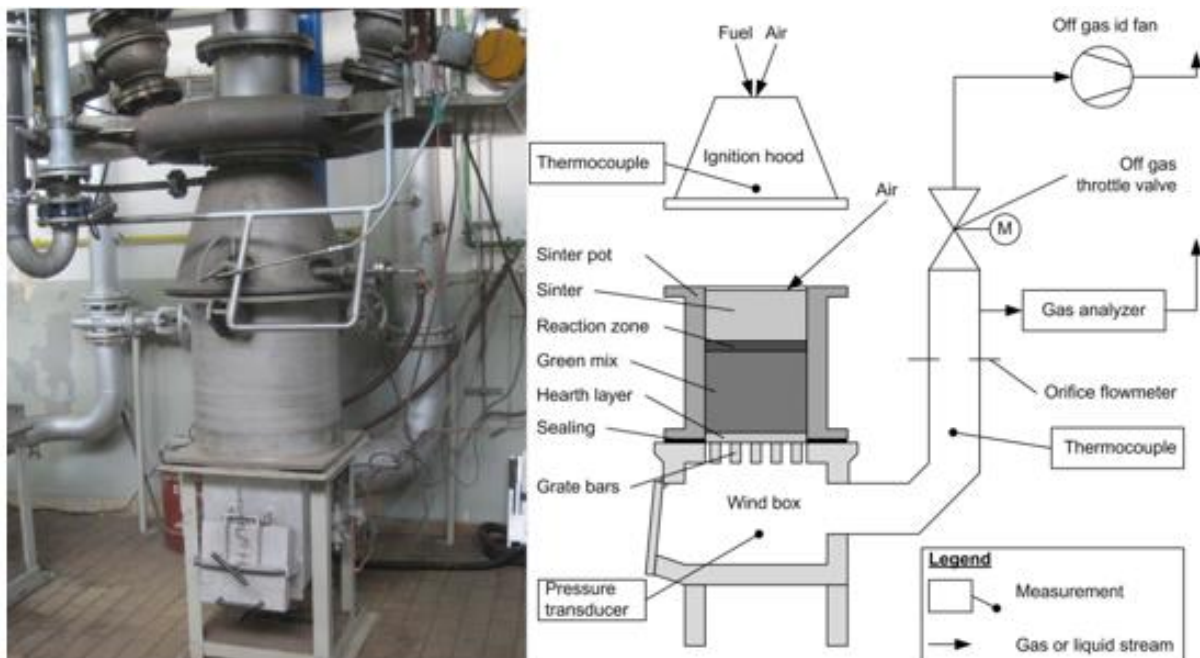 Fuel Air
Off gas id fan
Thermocouple
Ignition hood
Off gas
throttle valve
Air
M
Sinter pot
Sinter
Reaction zone
Green mix
Hearth layer
Sealing
Gas analyzer
Orifice flowmeter
Thermocouple
Grate bars
Wind box
Pressure
transducer
Legend
Measurement
Gas or liquid stream